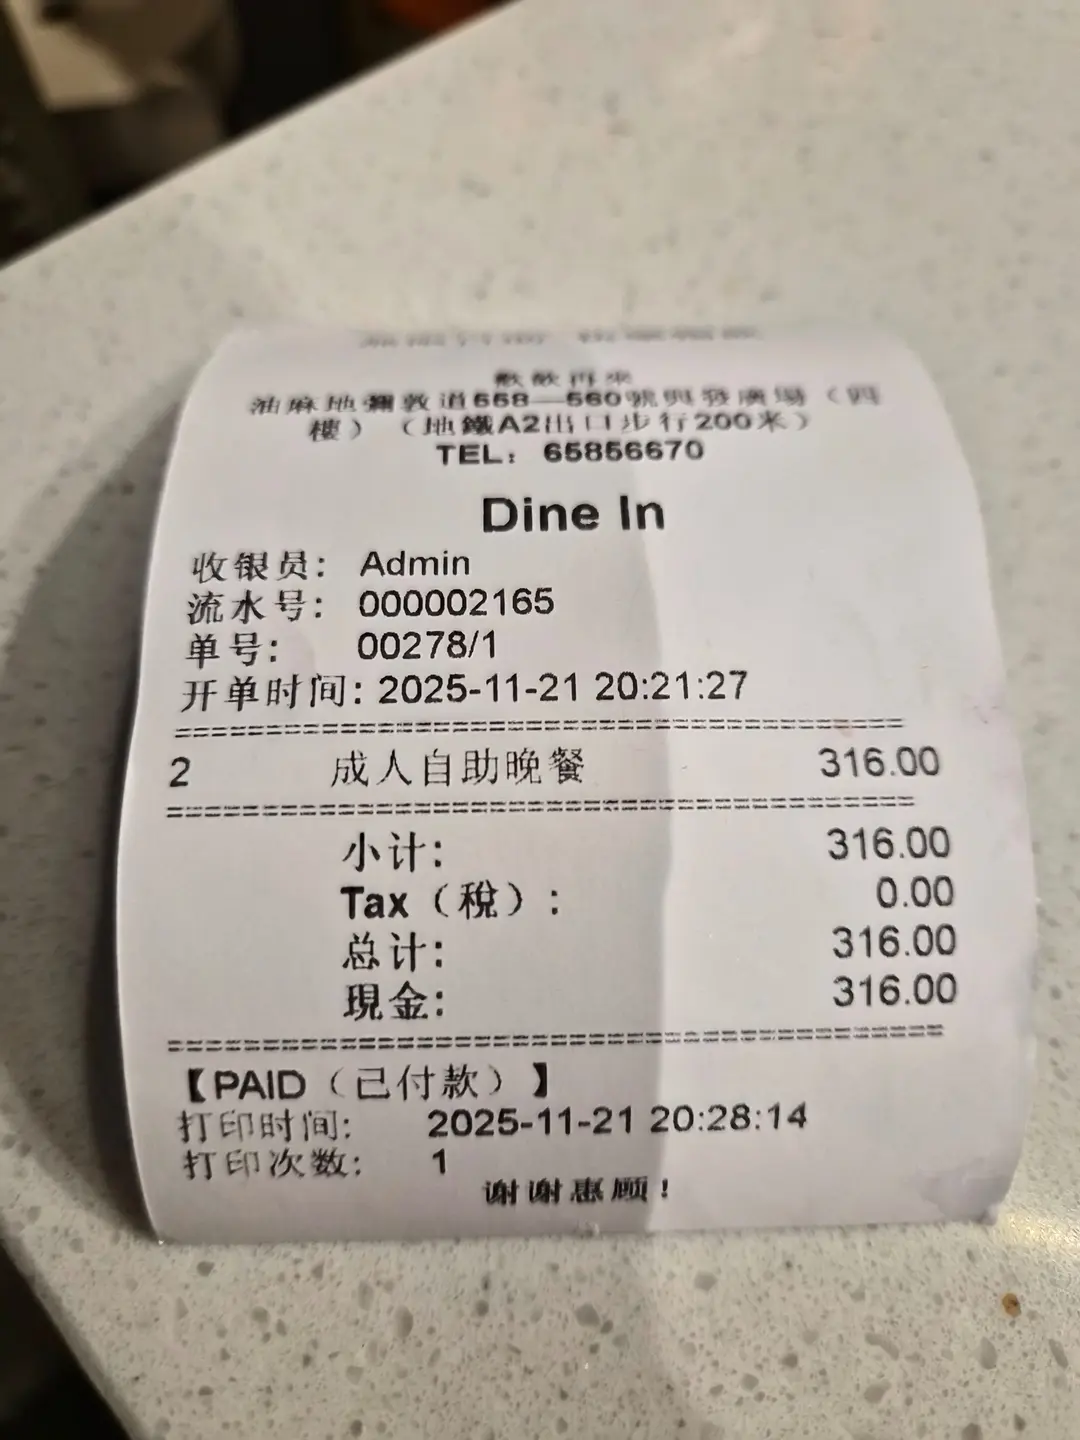 歡飲再來
油麻地彌敦道558—560號興發廣場（四
樓）（地鐵A2出口步行200米）
TEL： 65856670
Dine In
收银员： Admin
流水号： 000002165
单号： 00278/1
开单时间: 2025-11-21 20:21:27
2 成人自助晚餐 316.00
小计: 316.00
Tax（稅）: 0.00
总计: 316.00
現金: 316.00
【PAID（已付款）】
打印时间: 2025-11-21 20:28:14
打印次数: 1
谢谢惠顾！